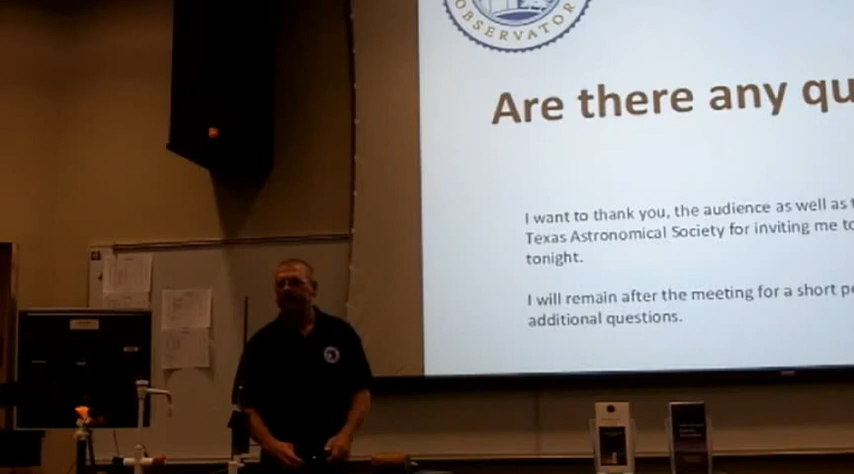 OBSERVATOR
Are there any qu
I want to thank you, the audience as well as t
Texas Astronomical Society for inviting me to
tonight.
I will remain after the meeting for a short pe
additional questions.